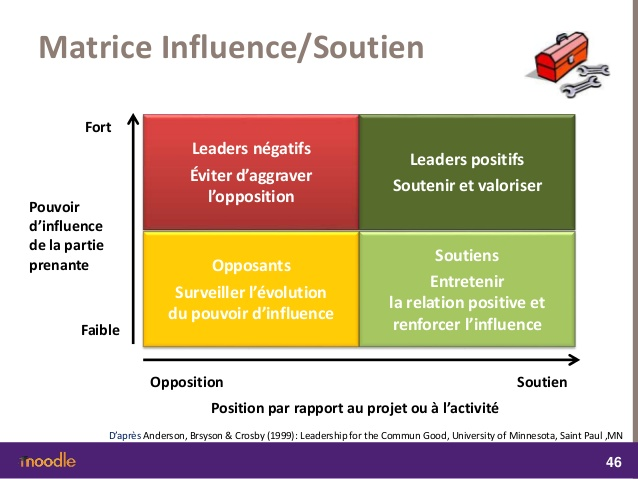 Matrice Influence/Soutien
Fort
Leaders négatifs
Éviter d’aggraver
l’opposition
Leaders positifs
Soutenir et valoriser
Pouvoir
d’influence
de la partie
prenante
Opposants
Surveiller l’évolution
du pouvoir d’influence
Soutiens
Entretenir
la relation positive et
renforcer l’influence
Faible
Opposition
Soutien
Position par rapport au projet ou à l’activité
D’après Anderson, Brsyson & Crosby (1999): Leadership for the Commun Good, University of Minnesota, Saint Paul ,MN
moodle
46